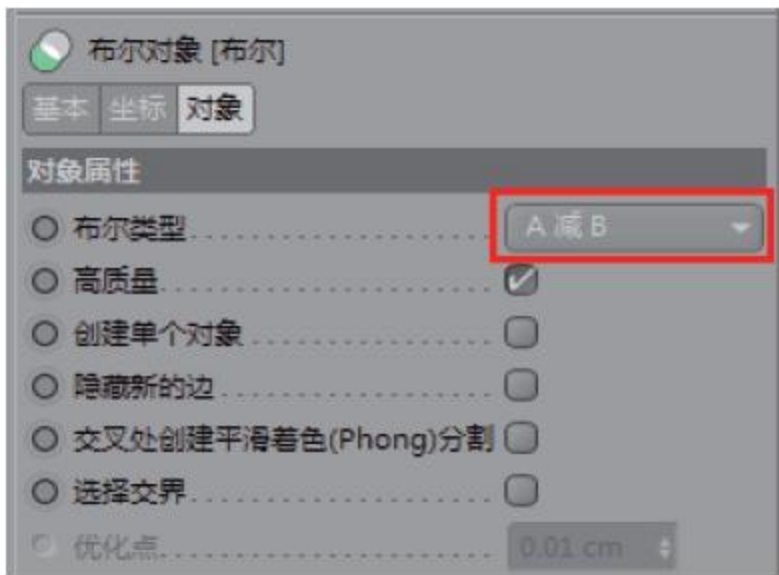 布尔对象 [布尔]
基本 坐标 对象
对象属性
布尔类型 A 减 B
高质量
创建单个对象
隐藏新的边
交叉处创建平滑着色(Phong)分割
选择交界
优化点 0.01 cm